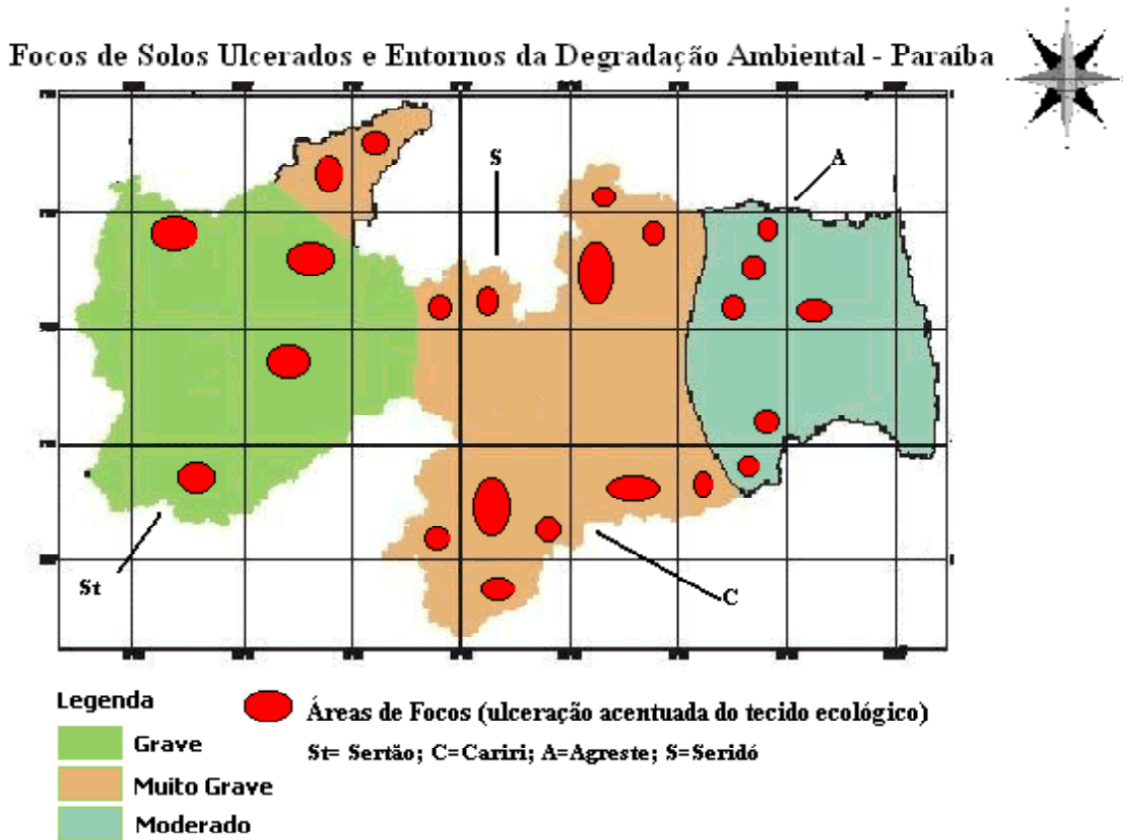 Focos de Solos Ulcerados e Entornos da Degradação Ambiental - Paraíba
S
A
St
C
Legenda
Áreas de Focos (ulceração acentuada do tecido ecológico)
Grave
St= Sertão; C=Cariri; A=Agreste; S=Seridó
Muito Grave
Moderado